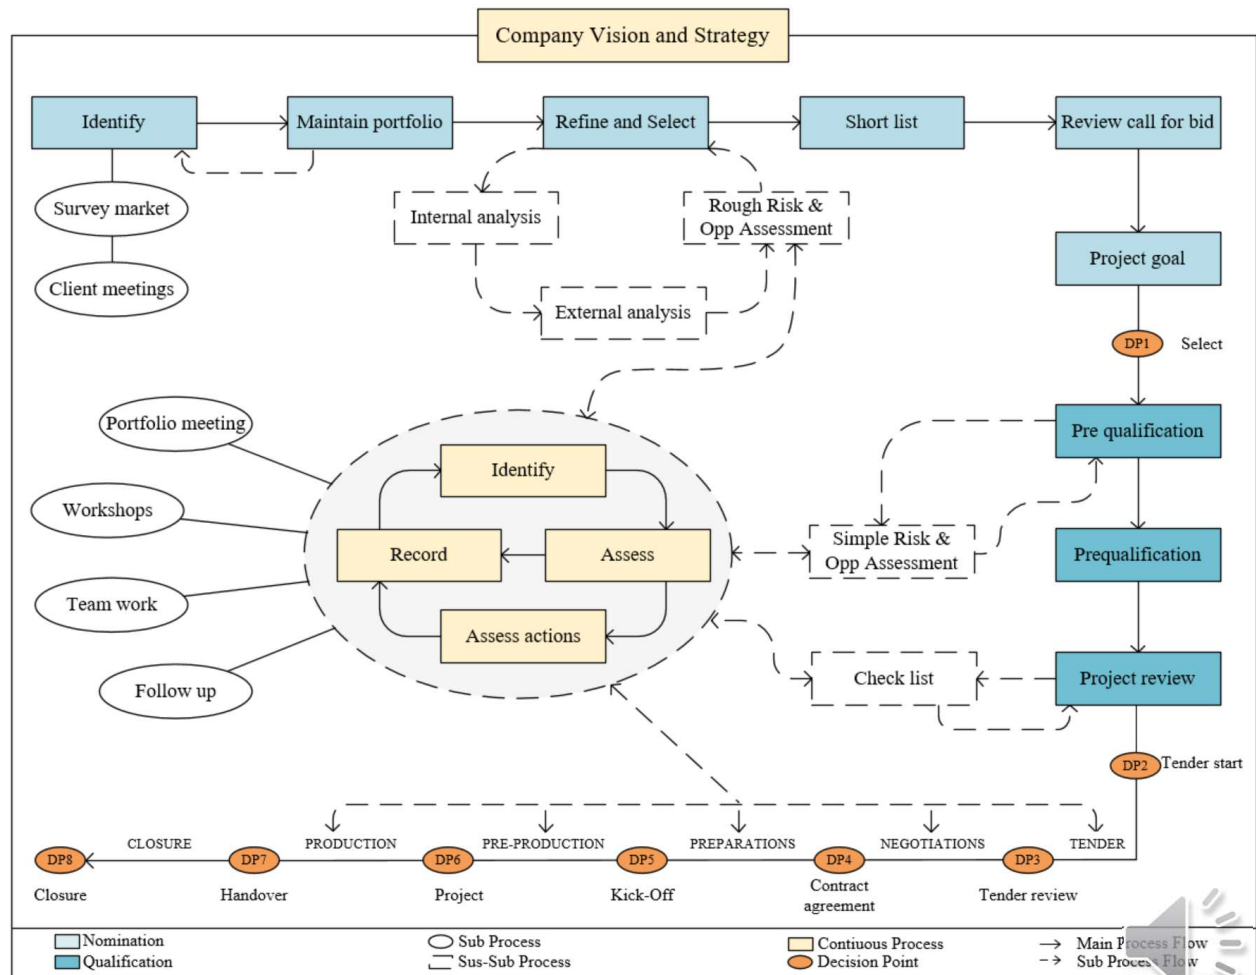 Company Vision and Strategy
Identify
Maintain portfolio
Refine and Select
Short list
Review call for bid
Survey market
Client meetings
Internal analysis
Rough Risk &
Opp Assessment
External analysis
Project goal
DP1
Select
Portfolio meeting
Workshops
Team work
Follow up
Identify
Record
Assess
Assess actions
Pre qualification
Simple Risk &
Opp Assessment
Prequalification
Check list
Project review
DP2
Tender start
CLOSURE
PRODUCTION
PRE-PRODUCTION
PREPARATIONS
NEGOTIATIONS
TENDER
DP8
DP7
DP6
DP5
DP4
DP3
Closure
Handover
Project
Kick-Off
Contract
agreement
Tender review
Nomination
Sub Process
Contiuous Process
Main Process Flow
Qualification
Sus-Sub Process
Decision Point
Sub Process Flow